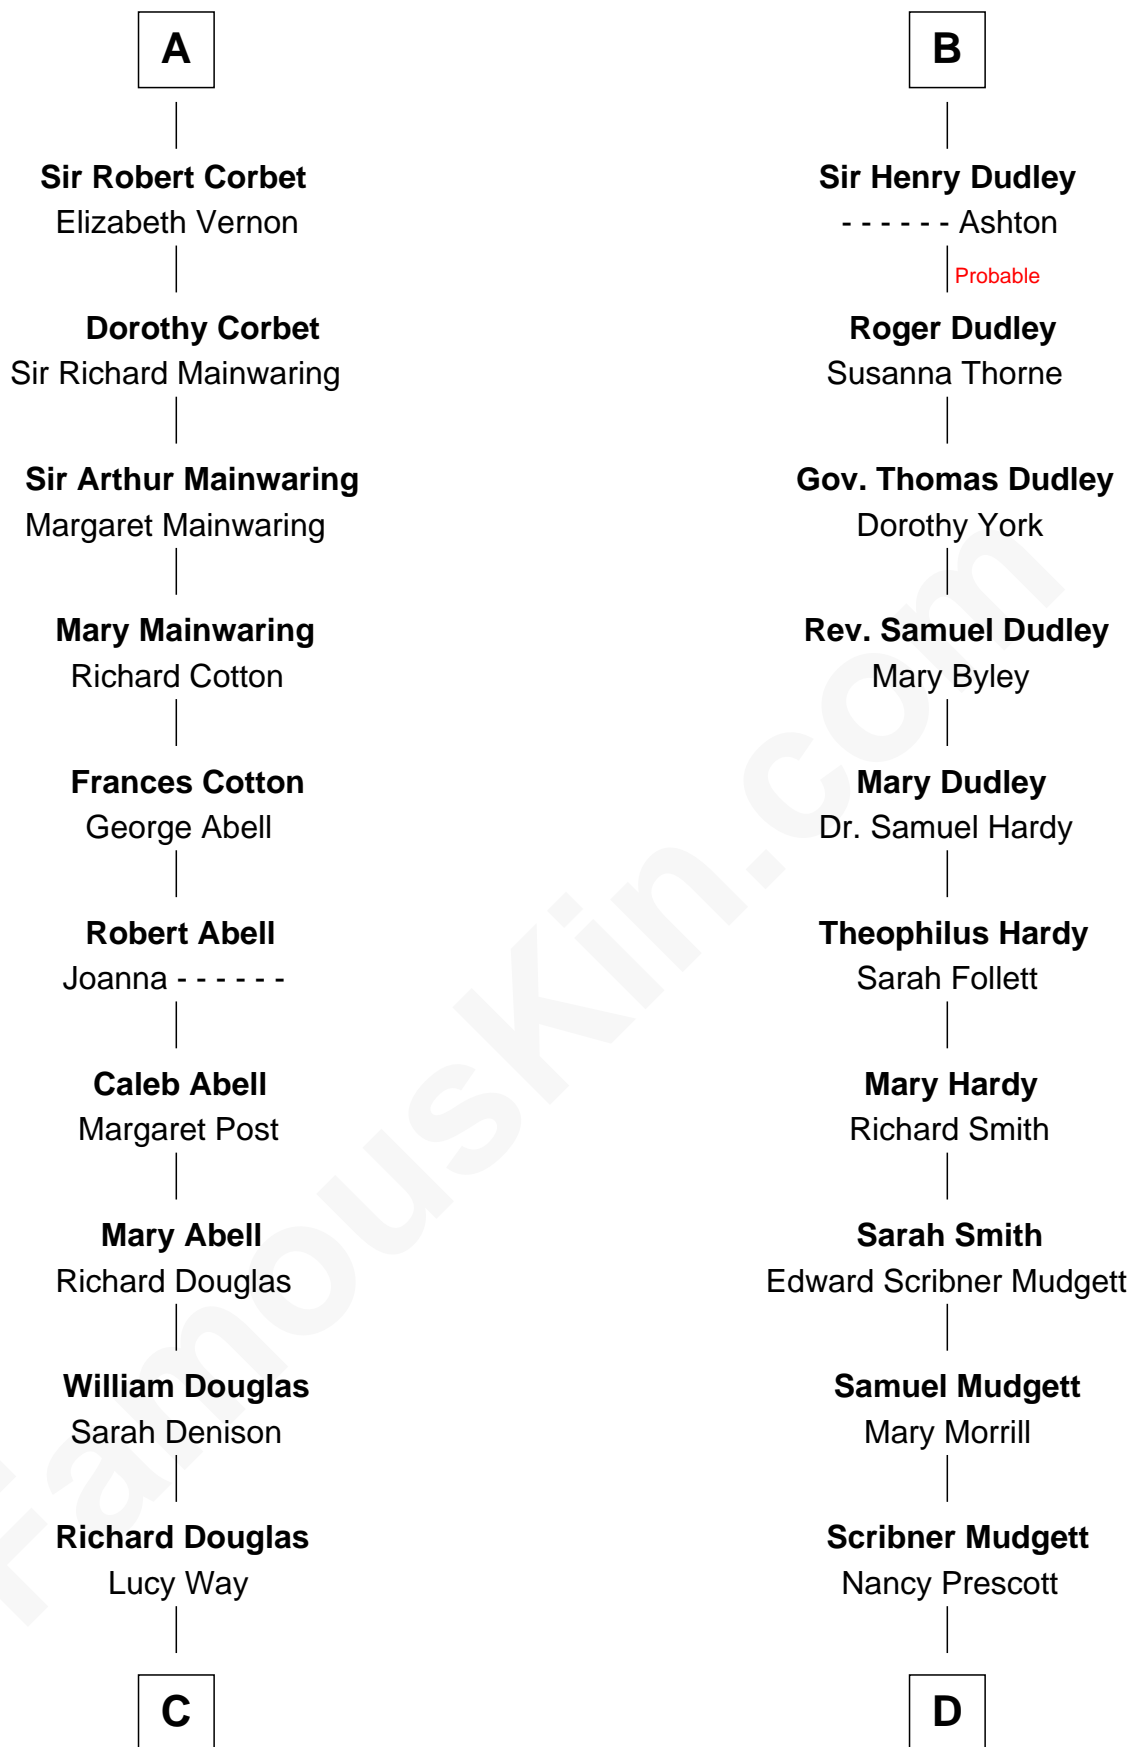 A
Sir Robert Corbet
Elizabeth Vernon
Dorothy Corbet
Sir Richard Mainwaring
Sir Arthur Mainwaring
Margaret Mainwaring
Mary Mainwaring
Richard Cotton
Frances Cotton
George Abell
Robert Abell
Joanna - - - - - -
Caleb Abell
Margaret Post
Mary Abell
Richard Douglas
William Douglas
Sarah Denison
Richard Douglas
Lucy Way
C
B
Sir Henry Dudley
- - - - - - Ashton
Probable
Roger Dudley
Susanna Thorne
Gov. Thomas Dudley
Dorothy York
Rev. Samuel Dudley
Mary Byley
Mary Dudley
Dr. Samuel Hardy
Theophilus Hardy
Sarah Follett
Mary Hardy
Richard Smith
Sarah Smith
Edward Scribner Mudgett
Samuel Mudgett
Mary Morrill
Scribner Mudgett
Nancy Prescott
D
FamousKin.com